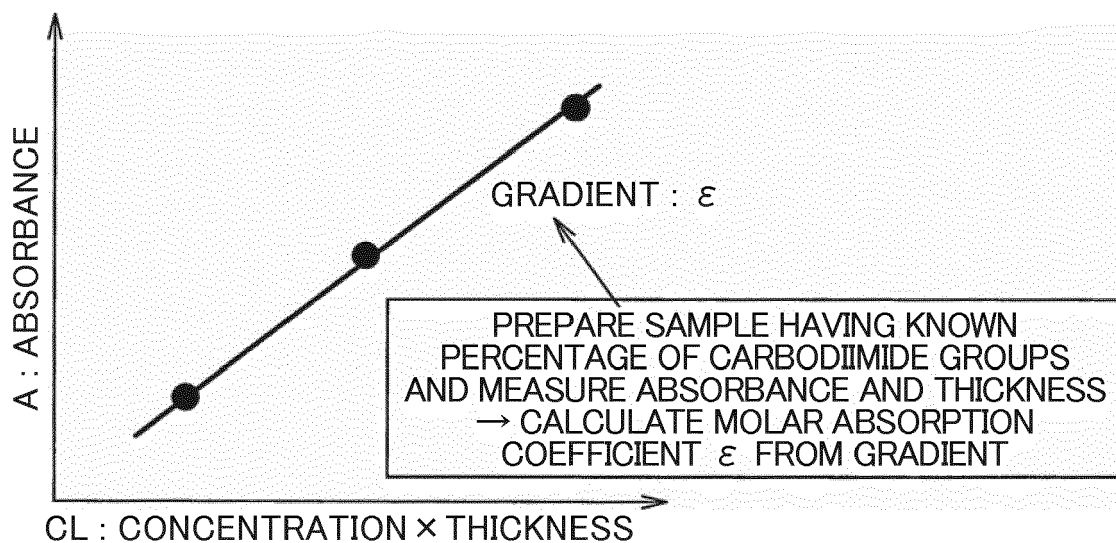 A : ABSORBANCE
GRADIENT : ε
PREPARE SAMPLE HAVING KNOWN
PERCENTAGE OF CARBODIIMIDE GROUPS
AND MEASURE ABSORBANCE AND THICKNESS
→ CALCULATE MOLAR ABSORPTION
COEFFICIENT ε FROM GRADIENT
CL : CONCENTRATION × THICKNESS